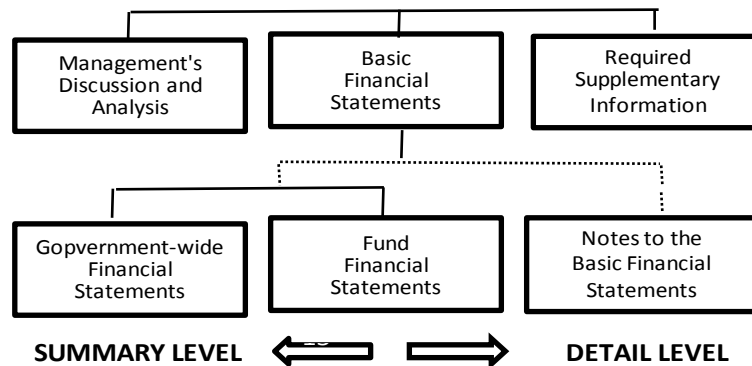 Management's
Discussion and
Analysis
Basic
Financial
Statements
Required
Supplementary
Information
Gopvernment-wide
Financial
Statements
Fund
Financial
Statements
Notes to the
Basic Financial
Statements
SUMMARY LEVEL
DETAIL LEVEL